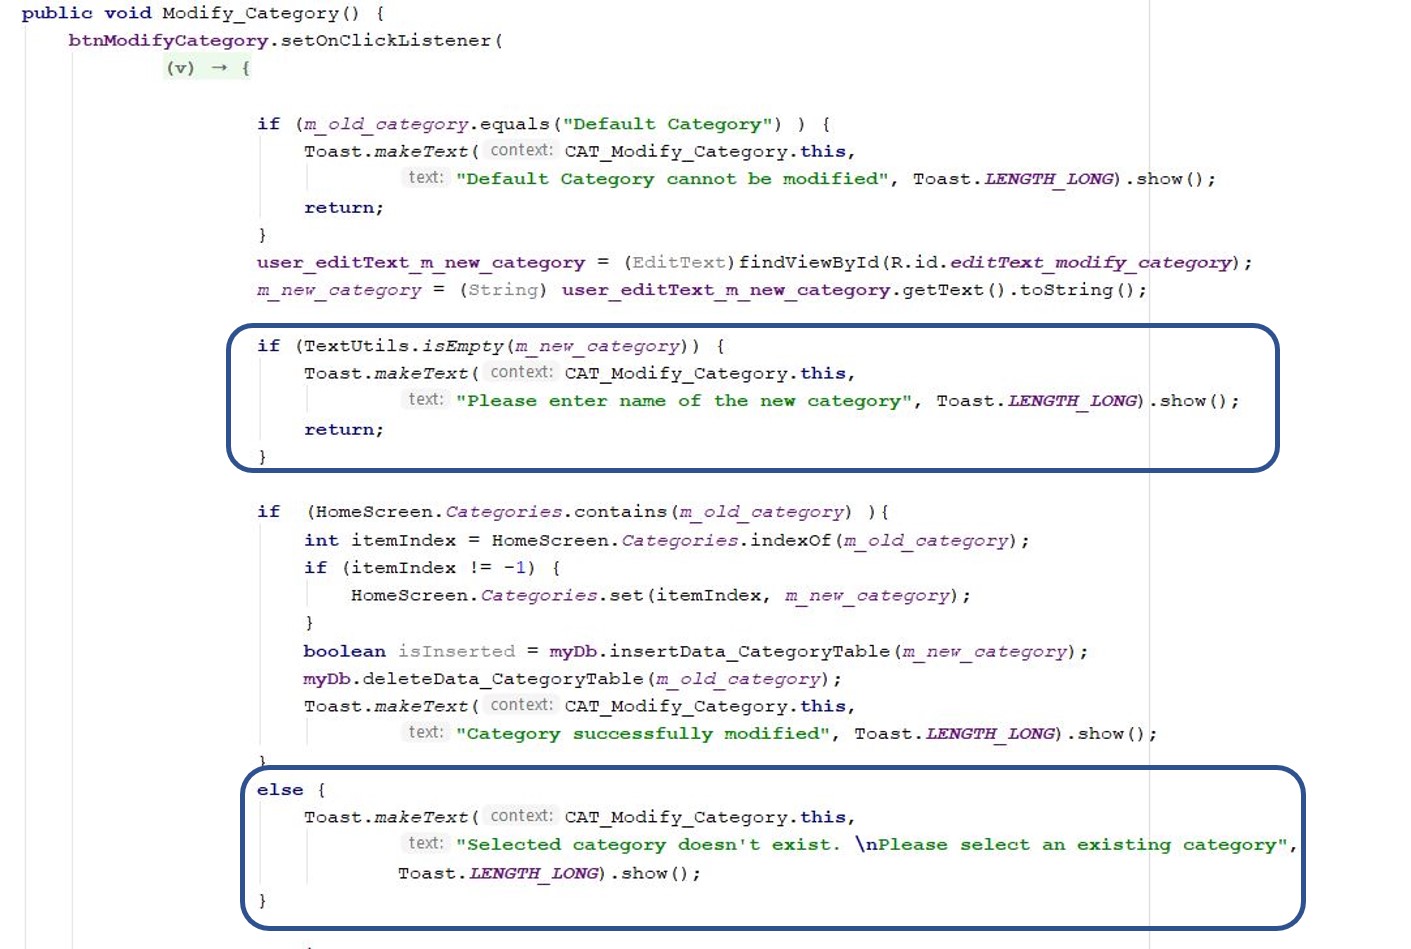 public void Modify_Category() {
btnModifyCategory.setOnClickListener(
(v) → {
if (m_old_category.equals("Default Category") ) {
Toast.makeText( context: CAT_Modify_Category.this,
text: "Default Category cannot be modified", Toast.LENGTH_LONG).show();
return;
}
user_editText_m_new_category = (EditText)findViewById(R.id.editText_modify_category);
m_new_category = (String) user_editText_m_new_category.getText().toString();
if (TextUtils.isEmpty(m_new_category)) {
Toast.makeText( context: CAT_Modify_Category.this,
text: "Please enter name of the new category", Toast.LENGTH_LONG).show();
return;
}
if  (HomeScreen.Categories.contains(m_old_category) ){
int itemIndex = HomeScreen.Categories.indexOf(m_old_category);
if (itemIndex != -1) {
HomeScreen.Categories.set(itemIndex, m_new_category);
}
boolean isInserted = myDb.insertData_CategoryTable(m_new_category);
myDb.deleteData_CategoryTable(m_old_category);
Toast.makeText( context: CAT_Modify_Category.this,
text: "Category successfully modified", Toast.LENGTH_LONG).show();
}
else {
Toast.makeText( context: CAT_Modify_Category.this,
text: "Selected category doesn't exist. \nPlease select an existing category",
Toast.LENGTH_LONG).show();
}